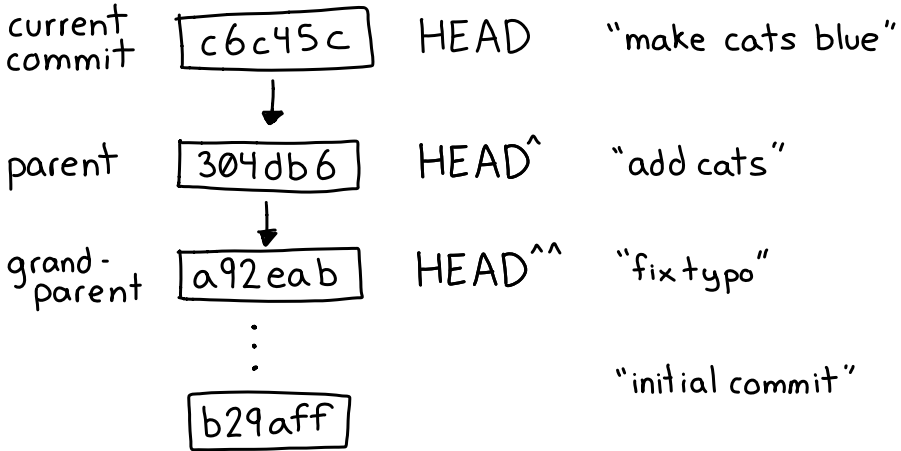 current
commit
c6c45c
HEAD
"make cats blue"
parent
304db6
HEAD^
"add cats"
grand-
parent
a92eab
HEAD^^
"fix typo"
"initial commit"
b29aff